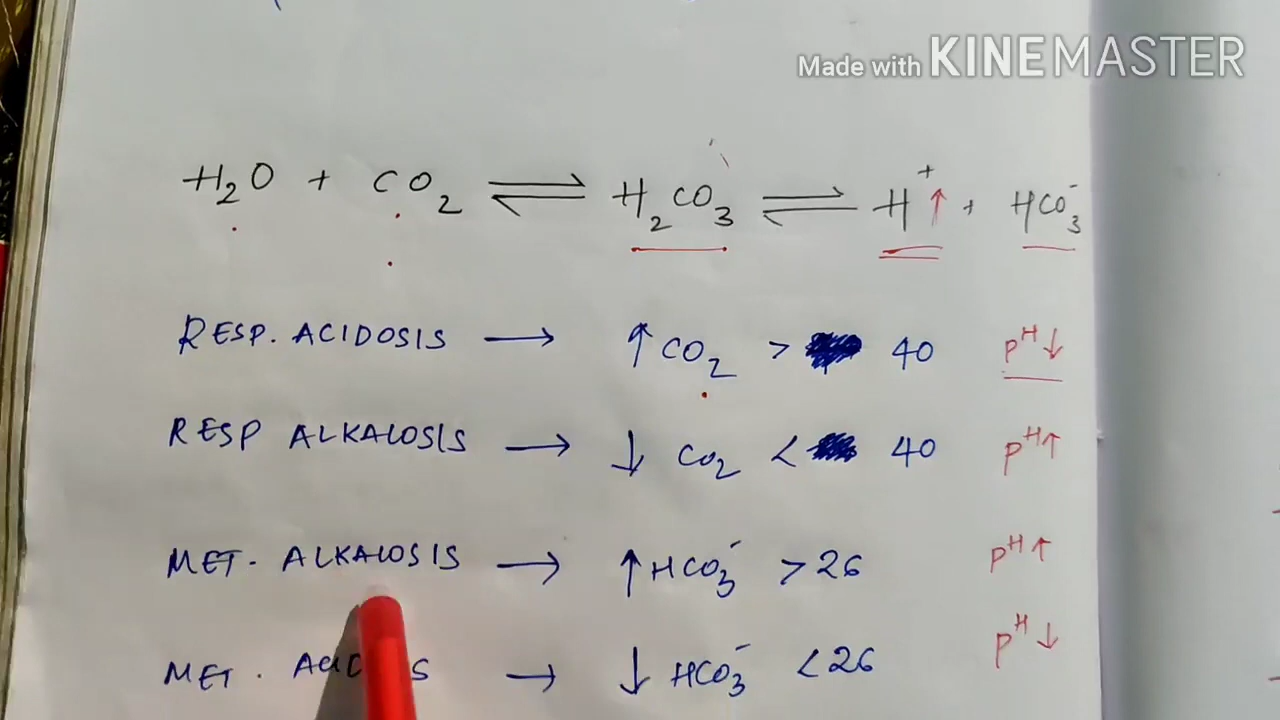 Made with KINEMASTER
H₂O + CO₂ ⇌ H₂CO₃ ⇌ H⁺ ↑ + HCO₃⁻
RESP. ACIDOSIS → ↑ CO₂ > 40 pH ↓
RESP ALKALOSIS → ↓ CO₂ < 40 pH ↑
MET. ALKALOSIS → ↑ HCO₃⁻ > 26 pH ↑
MET. → ↓ HCO₃⁻ < 26 pH ↓